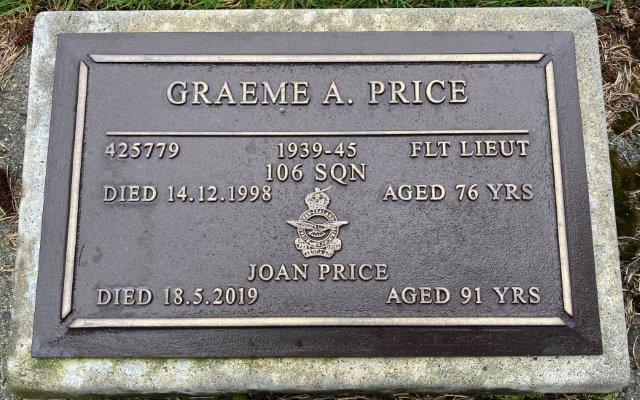 GRAEME A. PRICE
425779 1939-45 FLT LIEUT
106 SQN
DIED 14.12.1998 AGED 76 YRS
JOAN PRICE
DIED 18.5.2019 AGED 91 YRS